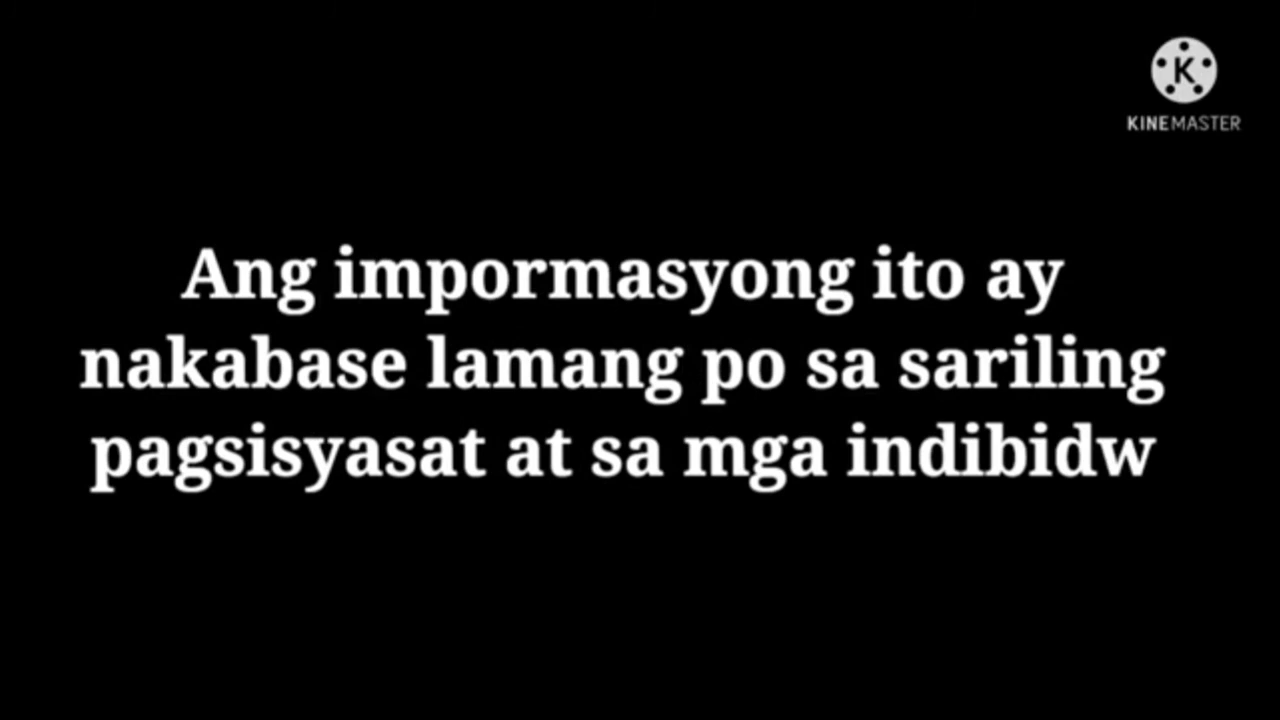 K
KINEMASTER
Ang impormasyong ito ay
nakabase lamang po sa sariling
pagsisyasat at sa mga indibidw